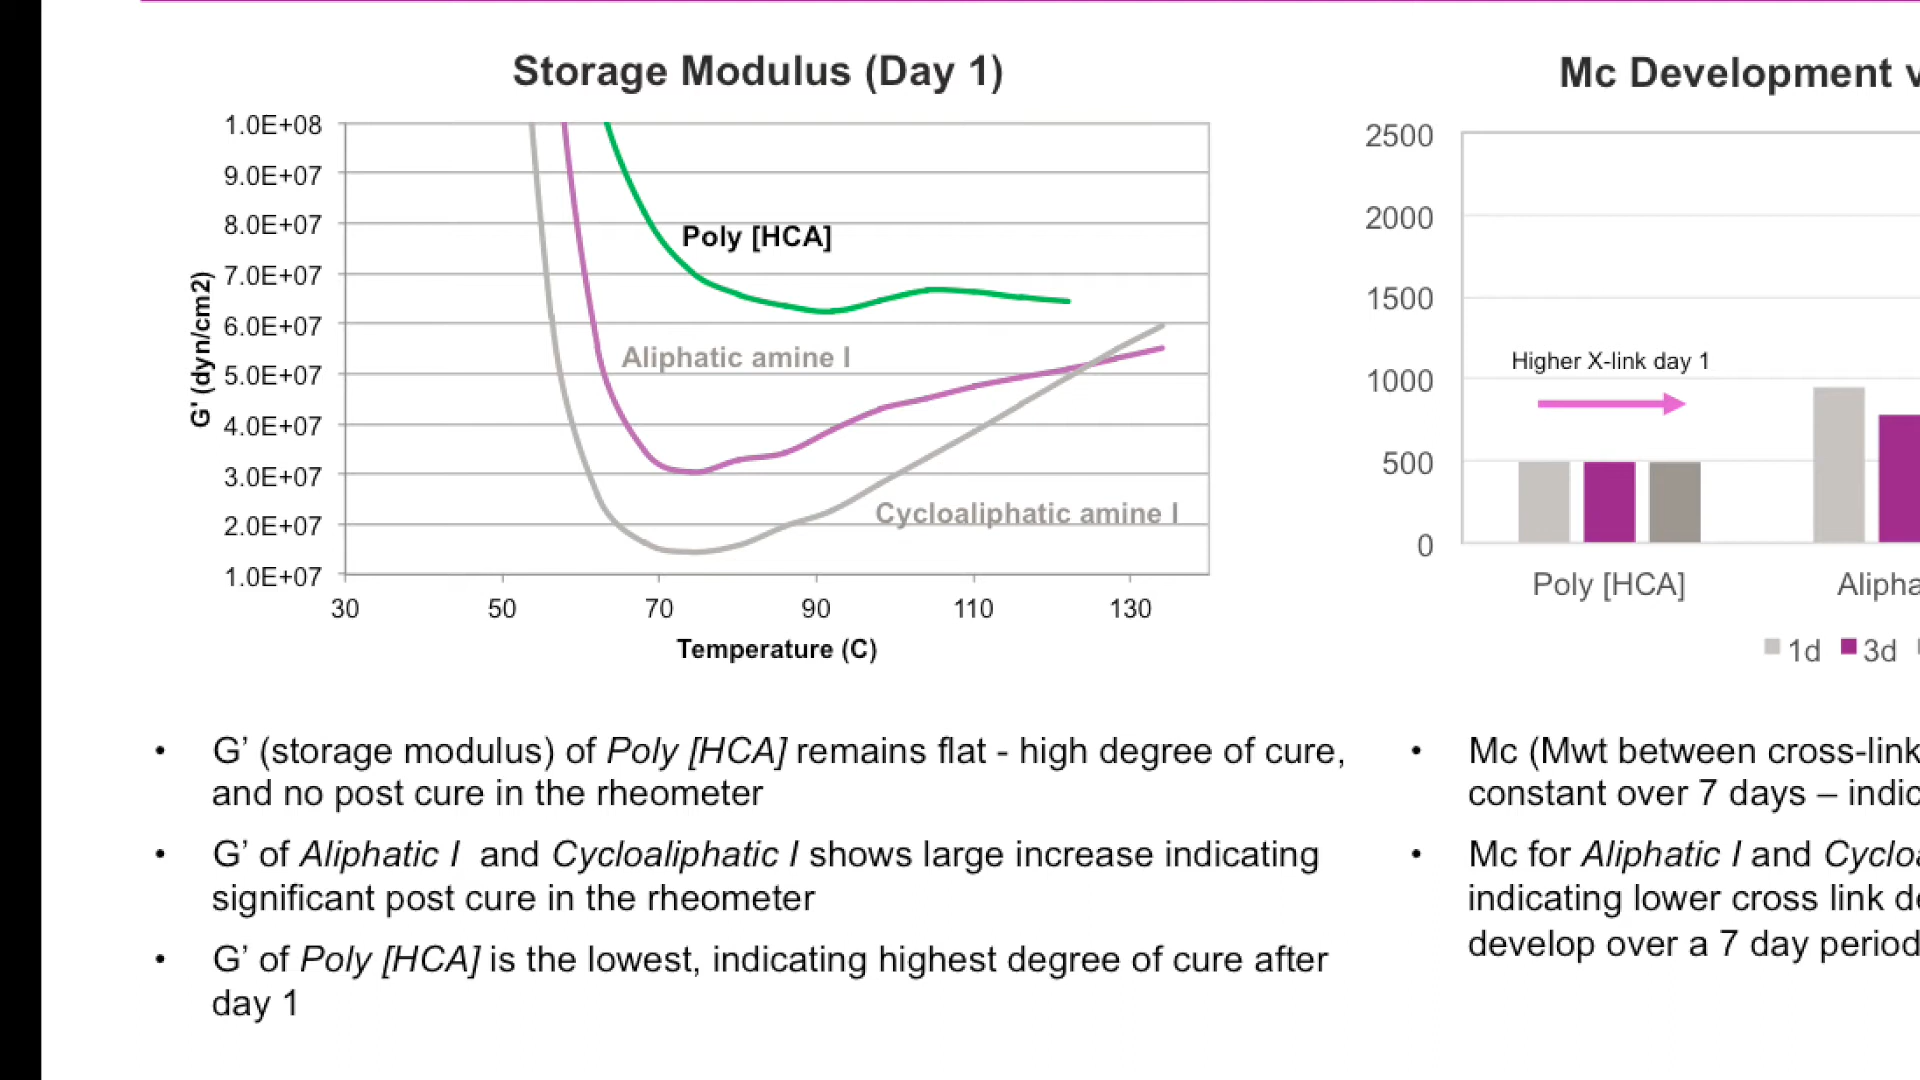 Storage Modulus (Day 1)
1.0E+08
9.0E+07
8.0E+07
7.0E+07
6.0E+07
5.0E+07
4.0E+07
3.0E+07
2.0E+07
1.0E+07
G' (dyn/cm2)
Poly [HCA]
Aliphatic amine I
Cycloaliphatic amine I
30 50 70 90 110 130
Temperature (C)
• G’ (storage modulus) of Poly [HCA] remains flat - high degree of cure,
and no post cure in the rheometer
• G’ of Aliphatic I and Cycloaliphatic I shows large increase indicating
significant post cure in the rheometer
• G’ of Poly [HCA] is the lowest, indicating highest degree of cure after
day 1
Mc Development v
2500
2000
1500
1000
500
0
Higher X-link day 1
Poly [HCA] Alipha
1d 3d
• Mc (Mwt between cross-link
constant over 7 days – indic
• Mc for Aliphatic I and Cycloa
indicating lower cross link de
develop over a 7 day period